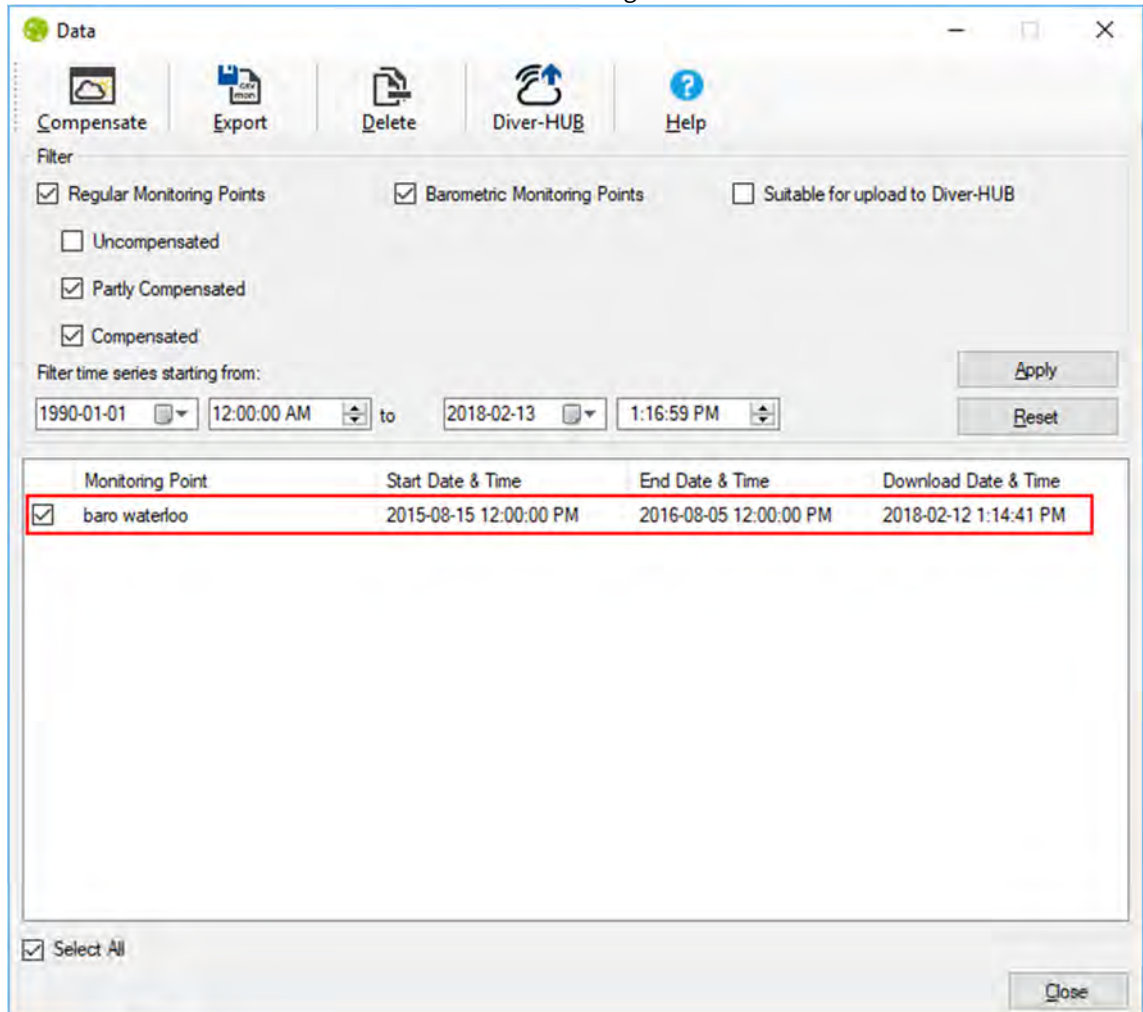 Data
Compensate Export Delete Diver-HUB Help
Filter
Regular Monitoring Points Barometric Monitoring Points Suitable for upload to Diver-HUB
Uncompensated
Partly Compensated
Compensated
Filter time series starting from:
Apply
1990-01-01 12:00:00 AM to 2018-02-13 1:16:59 PM
Reset
Monitoring Point Start Date & Time End Date & Time Download Date & Time
baro waterloo 2015-08-15 12:00:00 PM 2016-08-05 12:00:00 PM 2018-02-12 1:14:41 PM
Select All
Close